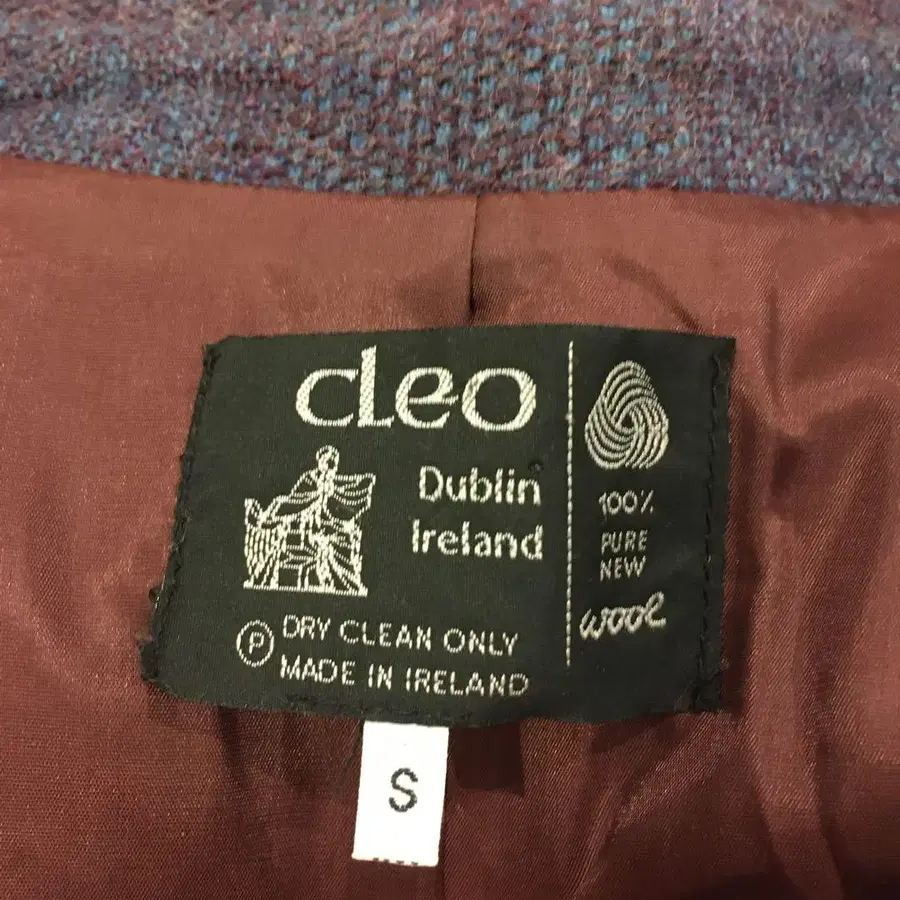 cleo
Dublin
Ireland
Ⓟ DRY CLEAN ONLY
MADE IN IRELAND
100%
PURE
NEW
wool
S